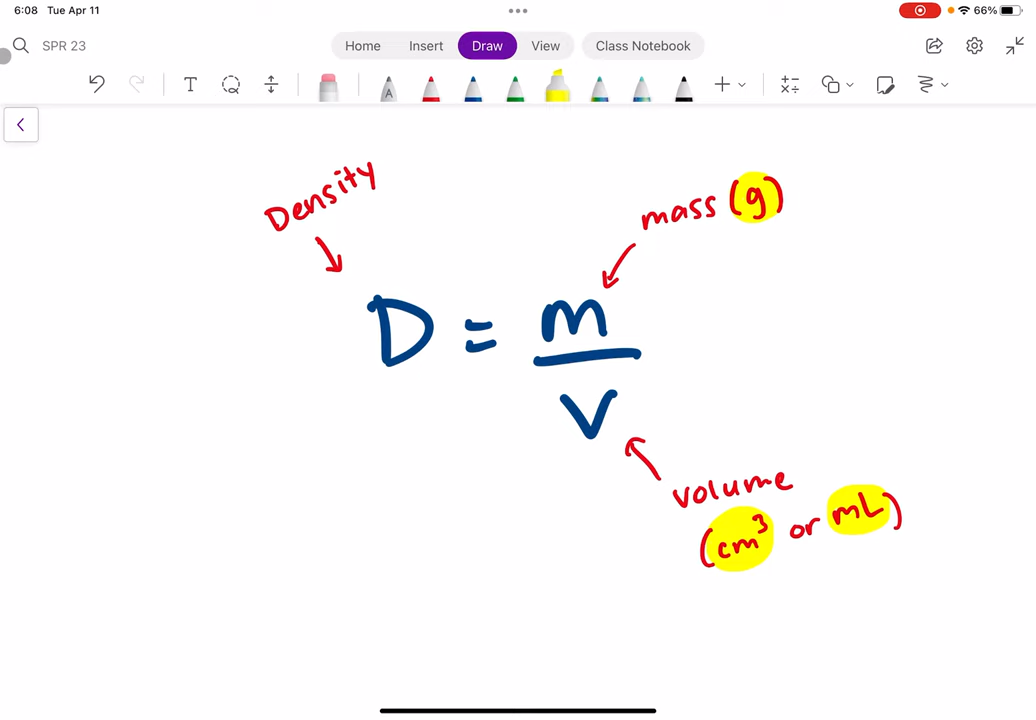 6:08 Tue Apr 11
66%
SPR 23
Home Insert Draw View Class Notebook
T
A
Density
mass (g)
D = m
V
volume
(cm³ or mL)